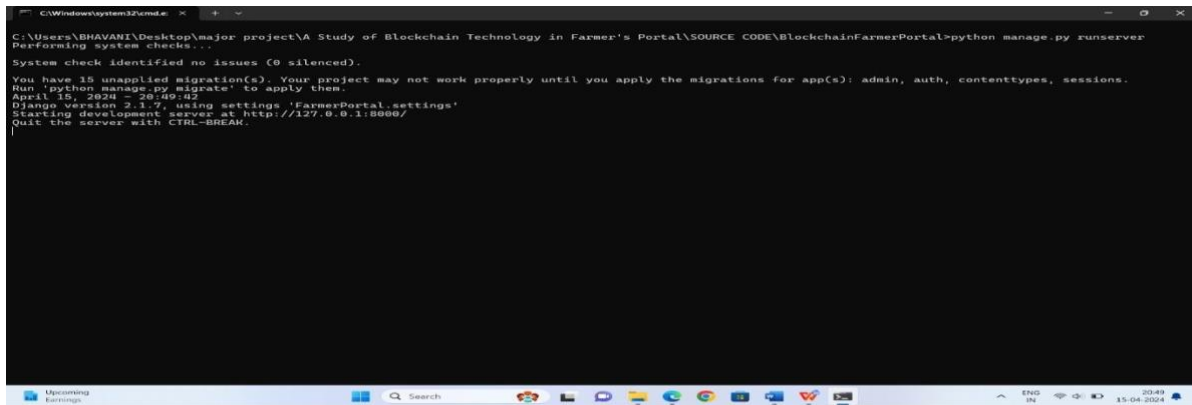 C:\Windows\system32\cmd.e:
C:\Users\BHAVANI\Desktop\major project\A Study of Blockchain Technology in Farmer's Portal\SOURCE CODE\BlockchainFarmerPortal>python manage.py runserver
Performing system checks...
System check identified no issues (0 silenced).
You have 15 unapplied migration(s). Your project may not work properly until you apply the migrations for app(s): admin, auth, contenttypes, sessions.
Run 'python manage.py migrate' to apply them.
April 15, 2024 - 20:49:42
Django version 2.1.7, using settings 'FarmerPortal.settings'
Starting development server at http://127.0.0.1:8000/
Quit the server with CTRL-BREAK.
Upcoming
Earnings
Search
ENG
IN
20:49
15-04-2024